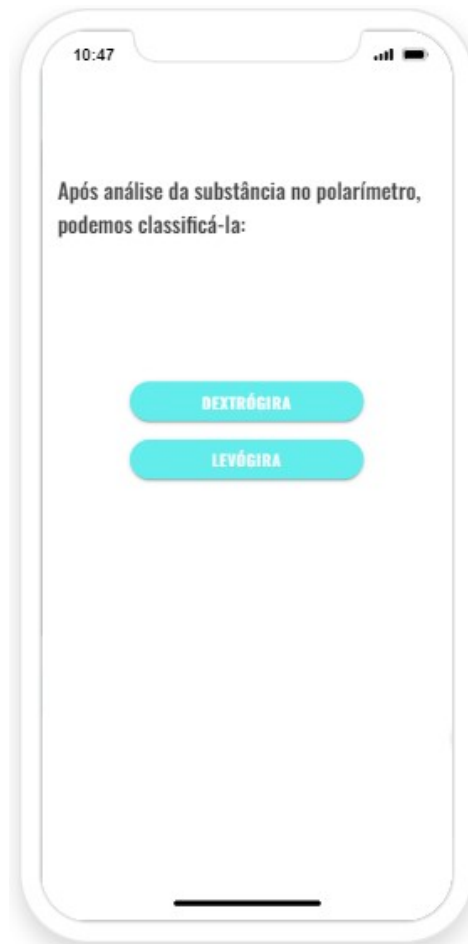 10:47
Após análise da substância no polarímetro,
podemos classificá-la:
DEXTRÓGIRA
LEVÓGIRA